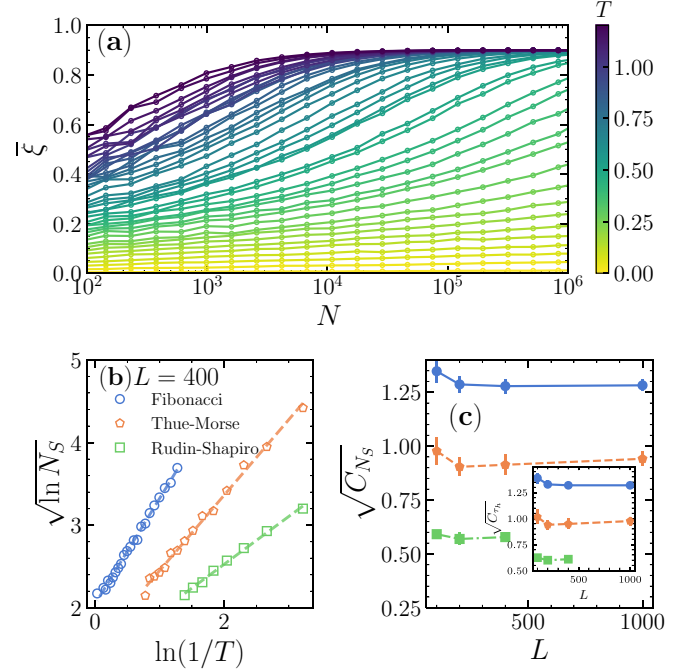 (a)
ξ̅
1.0
0.8
0.6
0.4
0.2
0.0
10² 10³ 10⁴ 10⁵ 10⁶
N
T
1.00
0.75
0.50
0.25
0.00
(b) L = 400
Fibonacci
Thue-Morse
Rudin-Shapiro
√ln N_S
5
4
3
2
0 2
ln(1/T)
(c)
√C_{N_S}
1.25
1.00
0.75
0.50
0.25
500 1000
L
√C_{τ_h}
1.25
1.00
0.75
0.50
400 1000
L